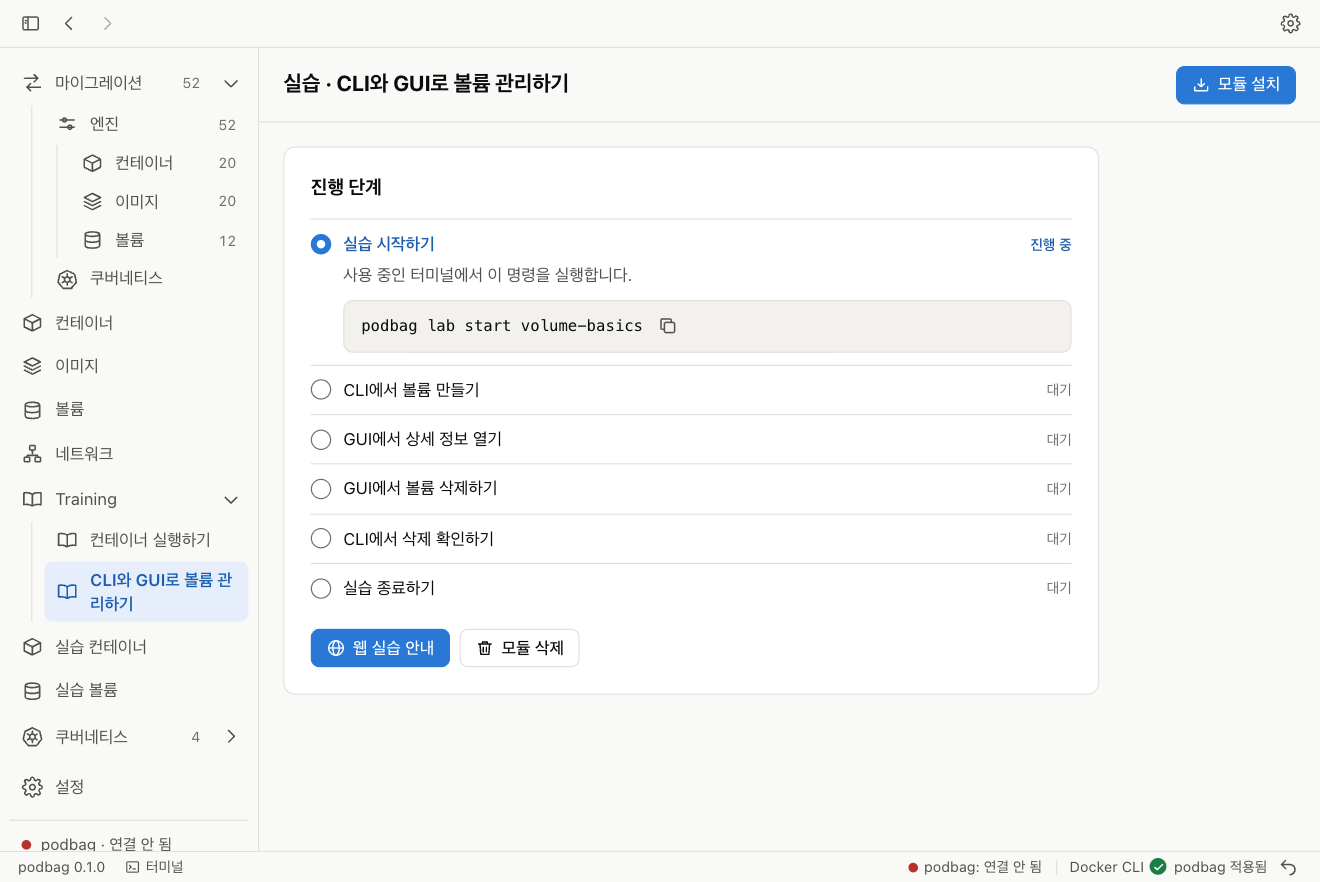 마이그레이션 52
엔진 52
컨테이너 20
이미지 20
볼륨 12
쿠버네티스
컨테이너
이미지
볼륨
네트워크
Training
컨테이너 실행하기
CLI와 GUI로 볼륨 관
리하기
실습 컨테이너
실습 볼륨
쿠버네티스 4
설정
podbag · 연결 안 됨
실습 · CLI와 GUI로 볼륨 관리하기
모듈 설치
진행 단계
실습 시작하기 진행 중
사용 중인 터미널에서 이 명령을 실행합니다.
podbag lab start volume-basics
CLI에서 볼륨 만들기 대기
GUI에서 상세 정보 열기 대기
GUI에서 볼륨 삭제하기 대기
CLI에서 삭제 확인하기 대기
실습 종료하기 대기
웹 실습 안내 모듈 삭제
podbag 0.1.0 터미널 podbag: 연결 안 됨 Docker CLI podbag 적용됨